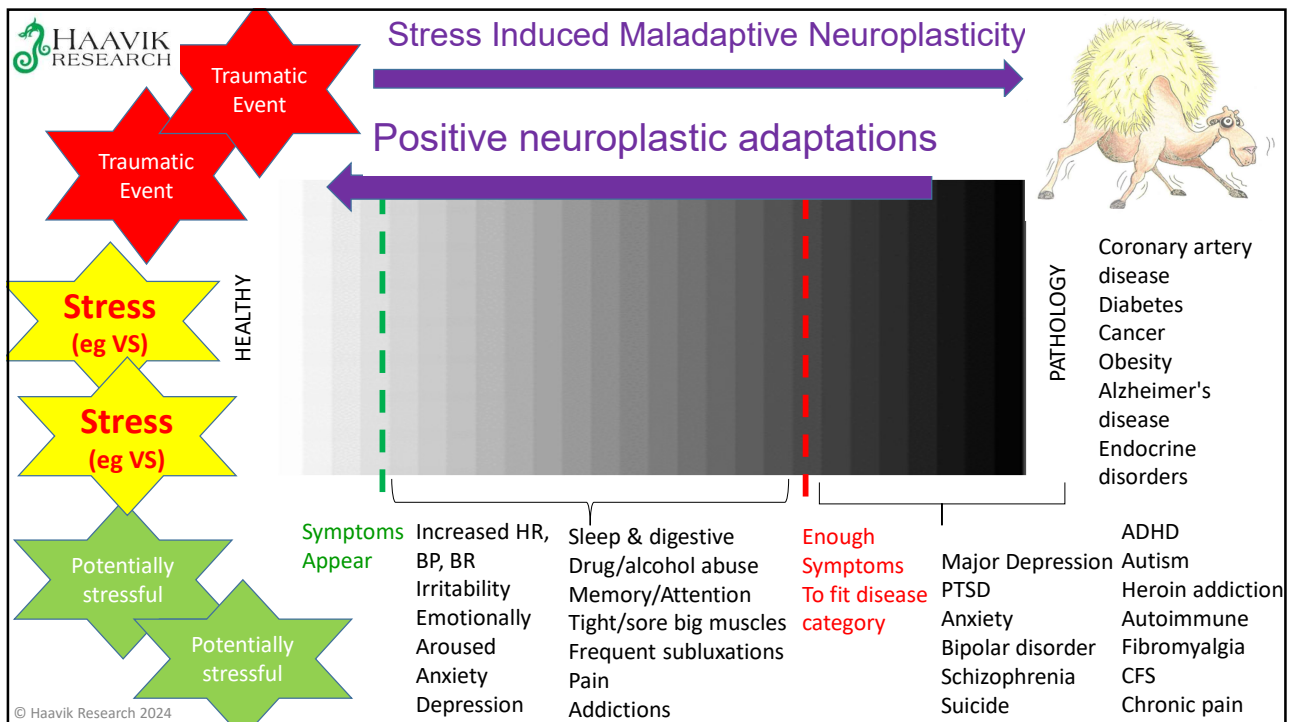 HAAVIK
RESEARCH
Stress Induced Maladaptive Neuroplasticity
Traumatic
Event
Positive neuroplastic adaptations
Traumatic
Event
Stress
(eg VS)
Stress
(eg VS)
Potentially
stressful
Potentially
stressful
HEALTHY
PATHOLOGY
Coronary artery
disease
Diabetes
Cancer
Obesity
Alzheimer's
disease
Endocrine
disorders
Symptoms
Appear
Increased HR,
BP, BR
Irritability
Emotionally
Aroused
Anxiety
Depression
Sleep & digestive
Drug/alcohol abuse
Memory/Attention
Tight/sore big muscles
Frequent subluxations
Pain
Addictions
Enough
Symptoms
To fit disease
category
Major Depression
PTSD
Anxiety
Bipolar disorder
Schizophrenia
Suicide
ADHD
Autism
Heroin addiction
Autoimmune
Fibromyalgia
CFS
Chronic pain
© Haavik Research 2024